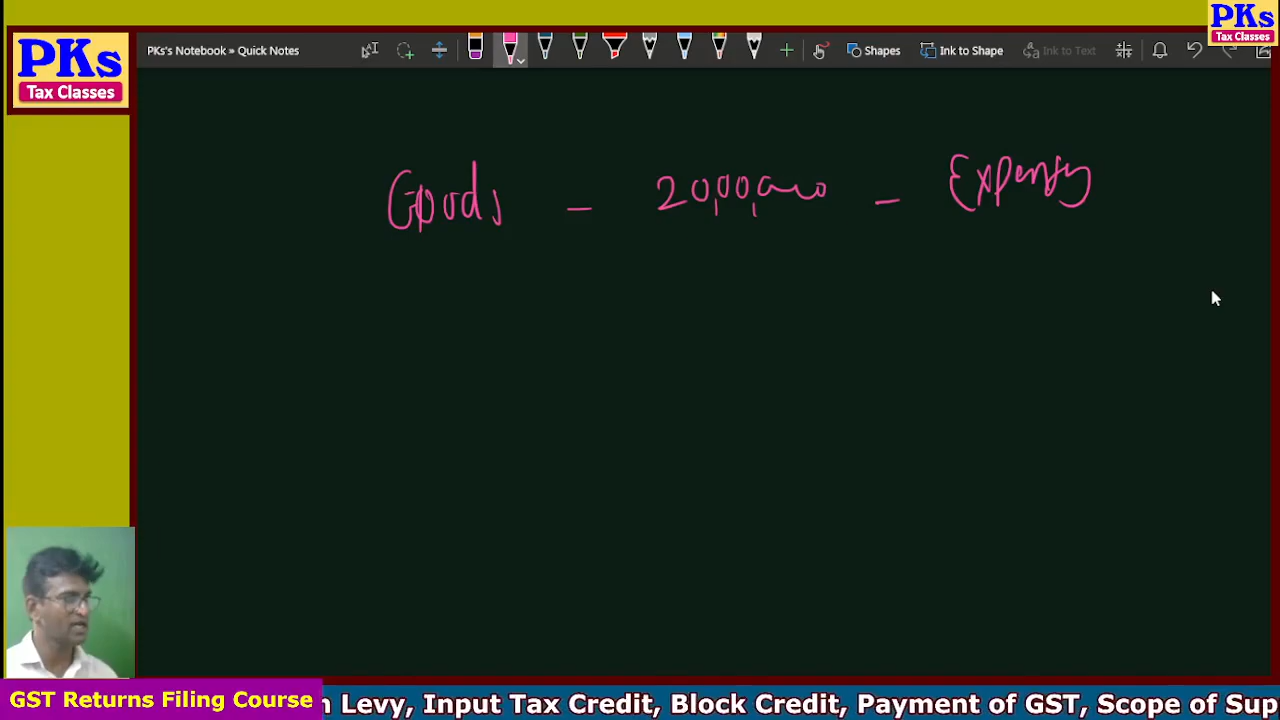 PKs
Tax Classes
PKs's Notebook » Quick Notes
Shapes
Ink to Shape
Ink to Text
PKs
Tax Classes
Goods - 20,00,000 - Expenses
GST Returns Filing Course
n Levy, Input Tax Credit, Block Credit, Payment of GST, Scope of Sup